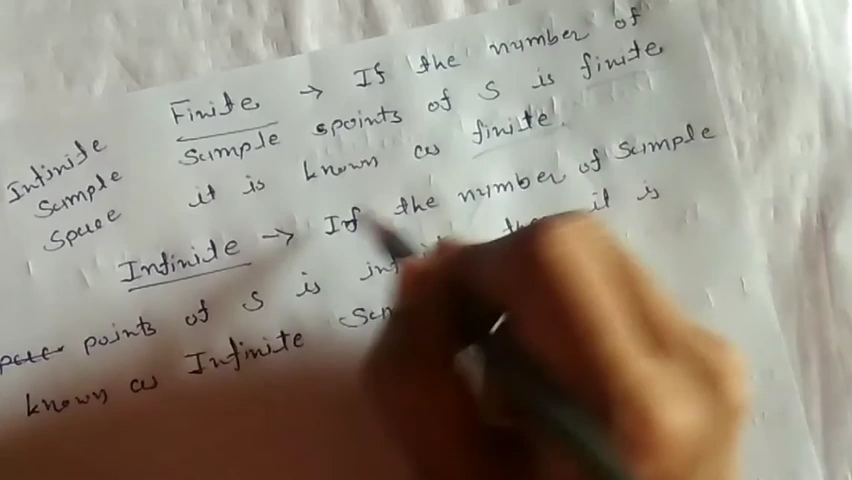 Finite → If the number of
sample spoints of S is finite
it is known as finite.
Infinite
Sample
Space
Infinite → If the number of sample
points of S is it is
known as Infinite